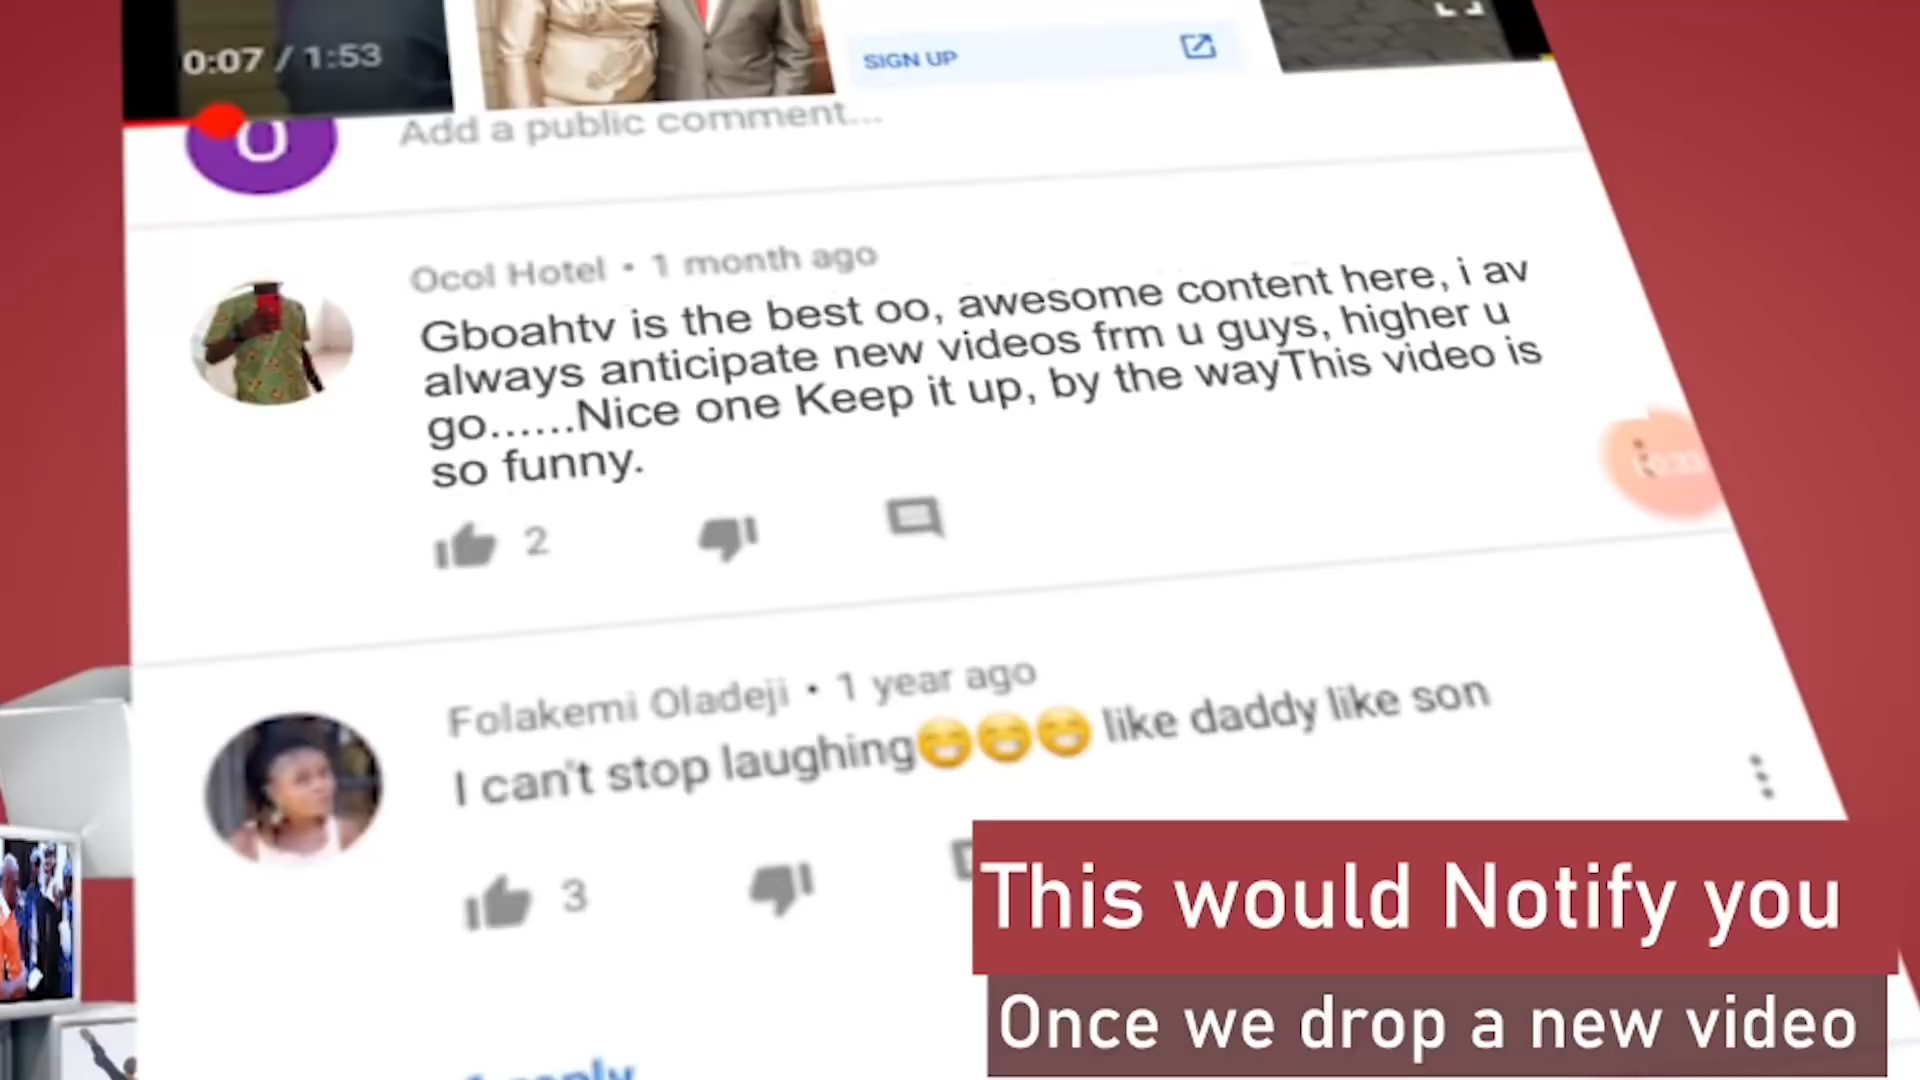 0:07 / 1:53
SIGN UP
O
Add a public comment...
Ocol Hotel • 1 month ago
Gboahtv is the best oo, awesome content here, i av
always anticipate new videos frm u guys, higher u
go......Nice one Keep it up, by the wayThis video is
so funny.
2
Folakemi Oladeji • 1 year ago
I can't stop laughing😁😁😁 like daddy like son
3
reply
This would Notify you
Once we drop a new video